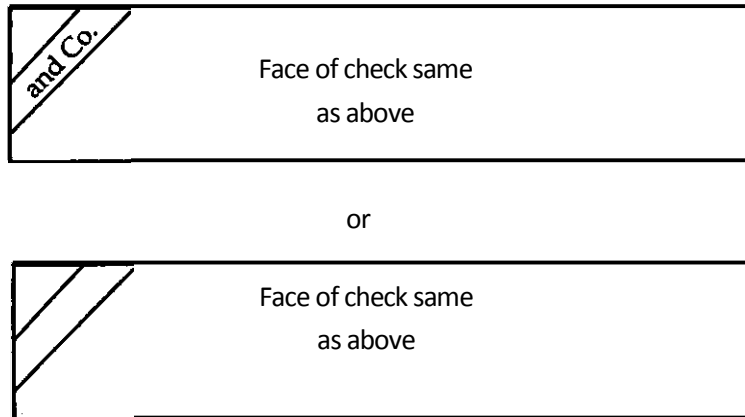 and Co.
Face of check same
as above
or
Face of check same
as above